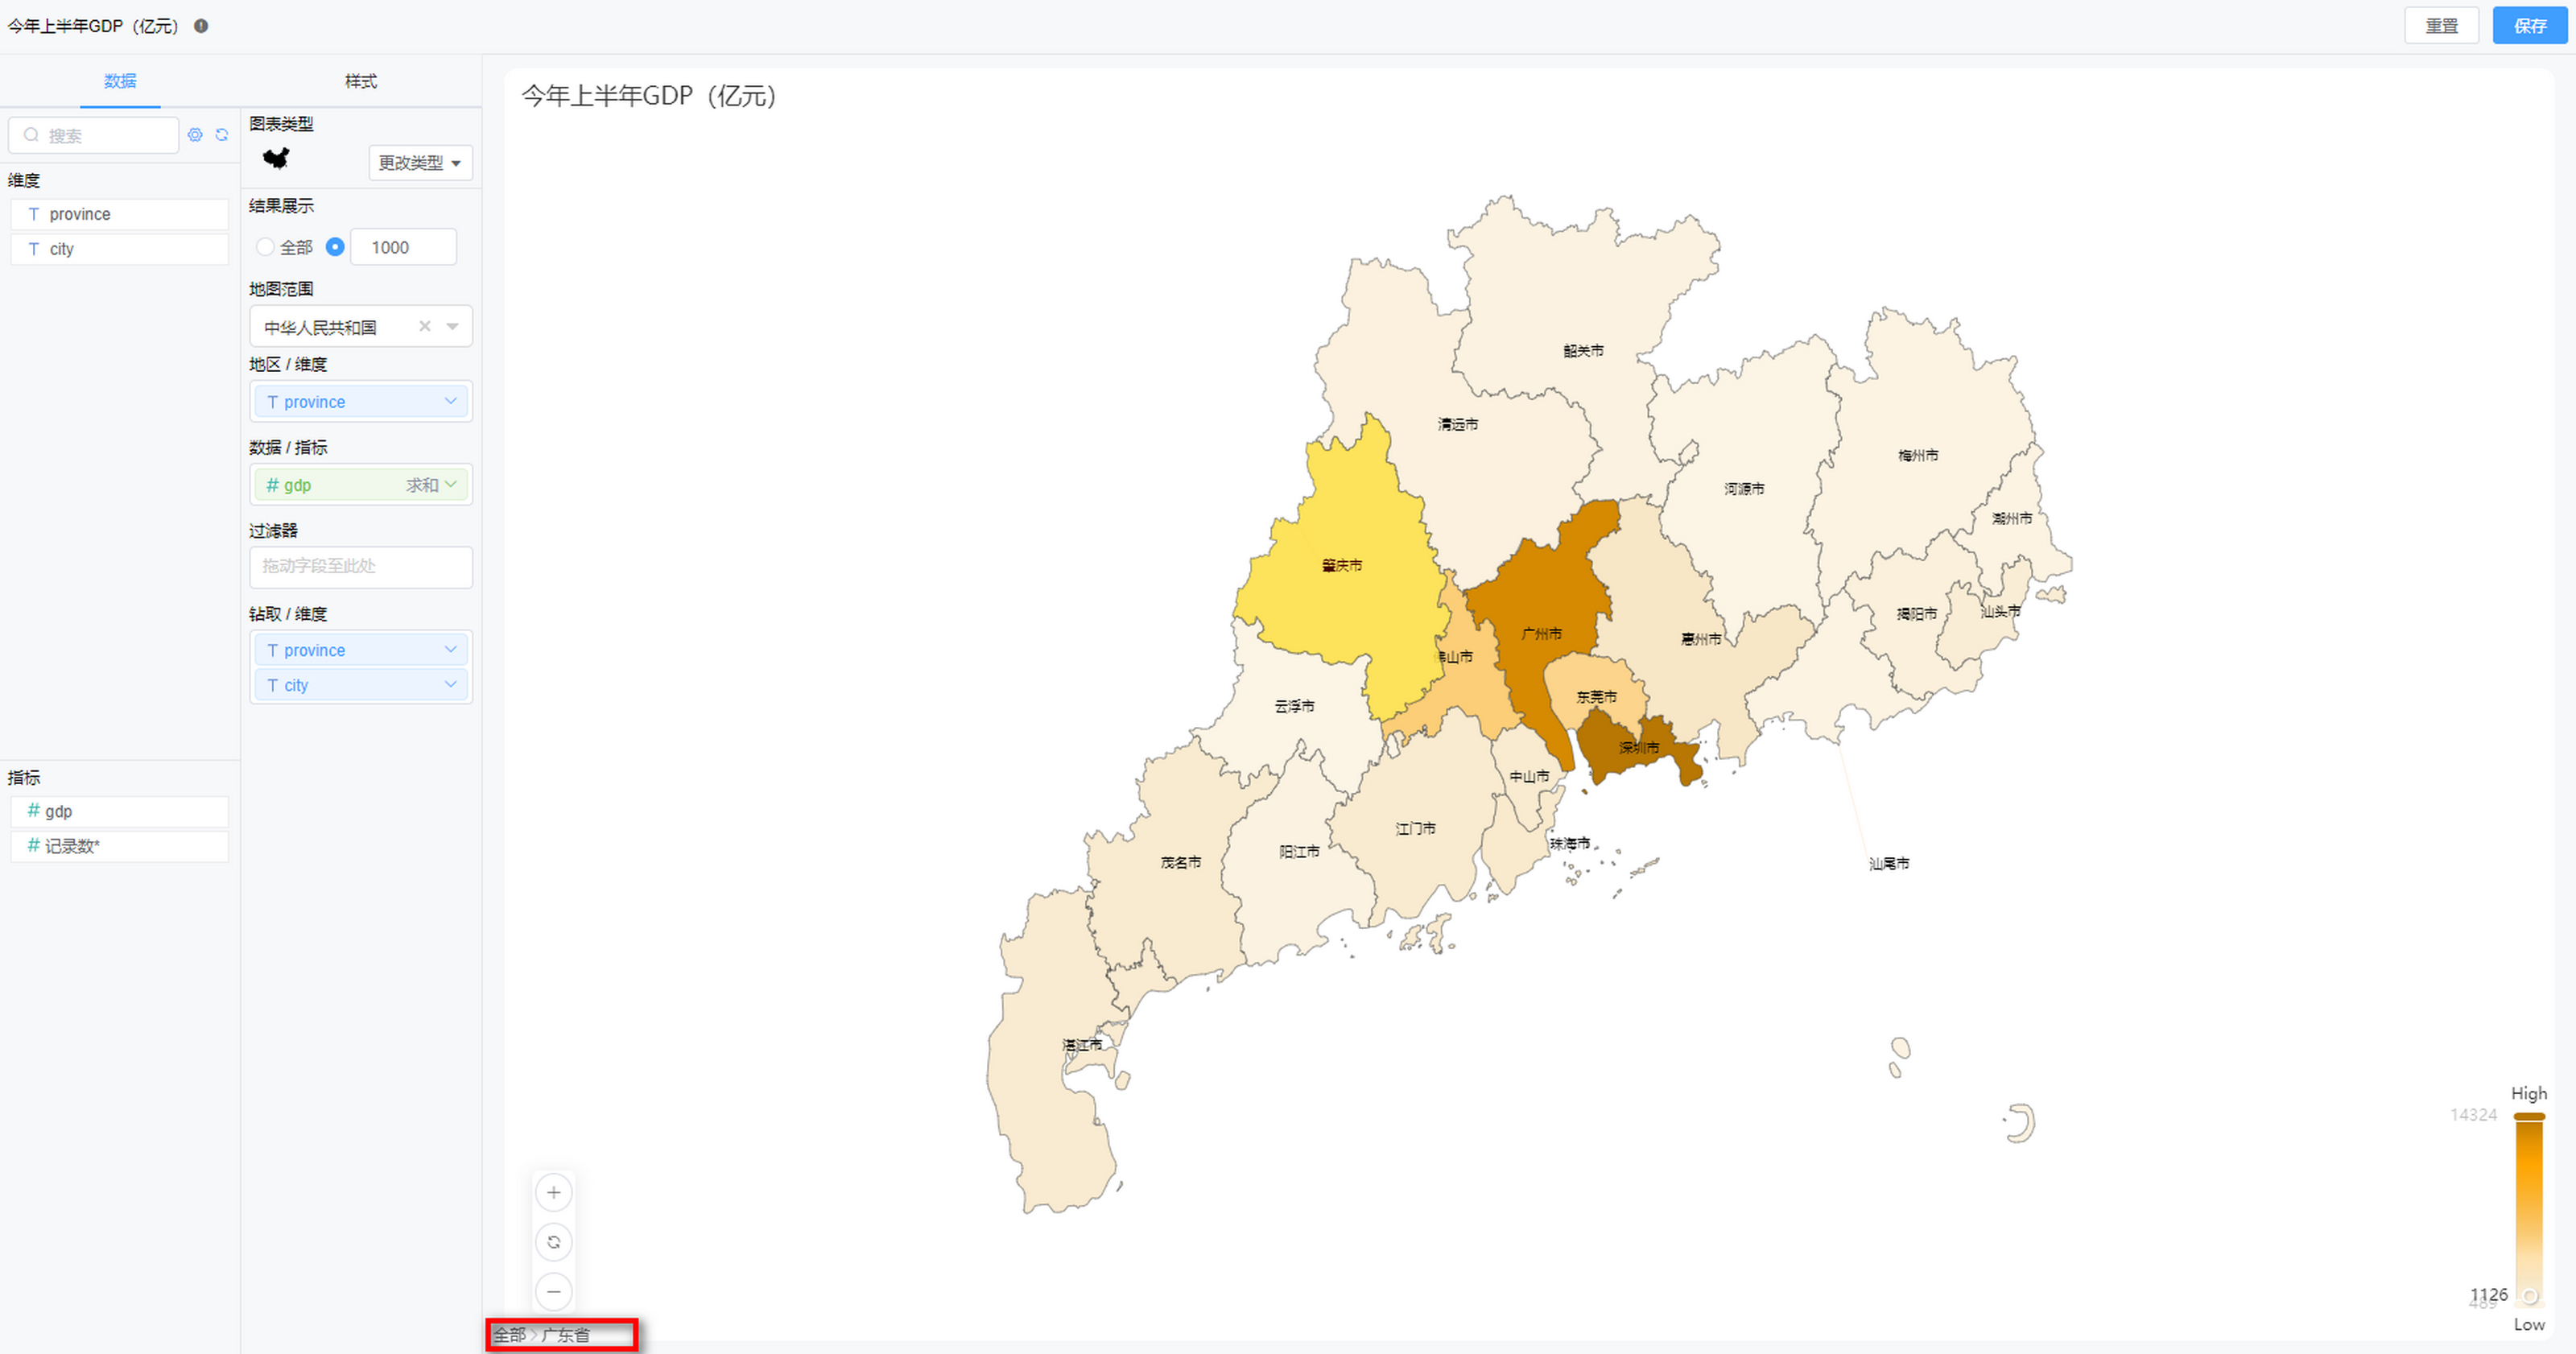 今年上半年GDP（亿元）
重置
保存
数据
样式
搜索
维度
T province
T city
指标
# gdp
# 记录数*
图表类型
更改类型
结果展示
全部
1000
地图范围
中华人民共和国
地区 / 维度
T province
数据 / 指标
# gdp 求和
过滤器
拖动字段至此处
钻取 / 维度
T province
T city
今年上半年GDP（亿元）
韶关市
清远市
梅州市
河源市
潮州市
肇庆市
揭阳市
汕头市
广州市
惠州市
佛山市
东莞市
云浮市
深圳市
中山市
江门市
珠海市
阳江市
茂名市
汕尾市
湛江市
High
14324
1126
489
Low
全部 > 广东省